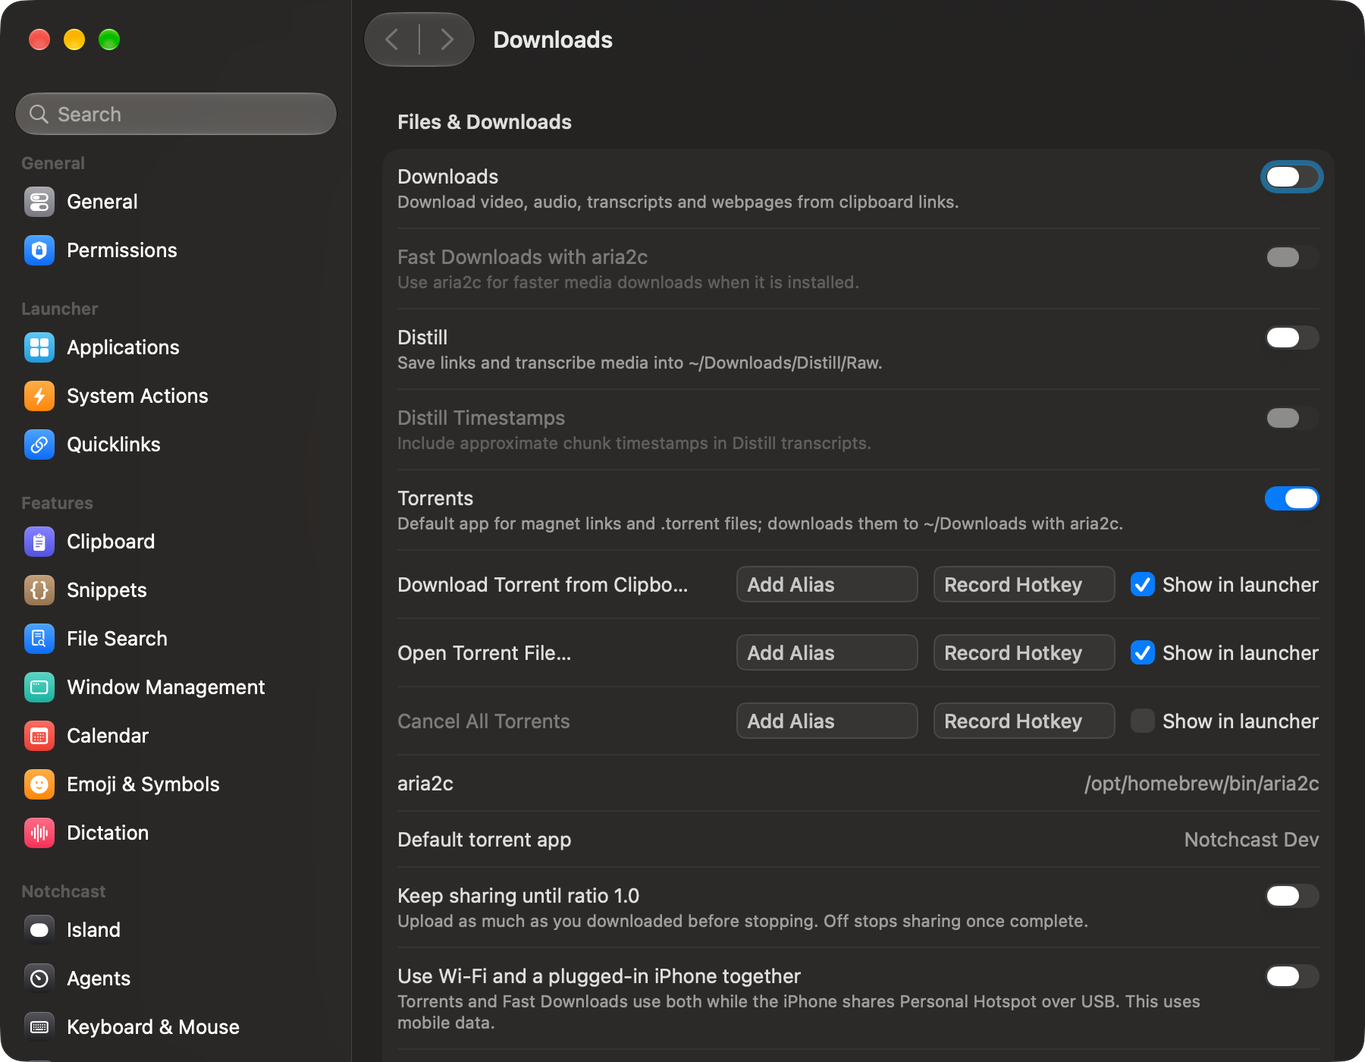 Downloads
Search
General
General
Permissions
Launcher
Applications
System Actions
Quicklinks
Features
Clipboard
Snippets
File Search
Window Management
Calendar
Emoji & Symbols
Dictation
Notchcast
Island
Agents
Keyboard & Mouse
Files & Downloads
Downloads
Download video, audio, transcripts and webpages from clipboard links.
Fast Downloads with aria2c
Use aria2c for faster media downloads when it is installed.
Distill
Save links and transcribe media into ~/Downloads/Distill/Raw.
Distill Timestamps
Include approximate chunk timestamps in Distill transcripts.
Torrents
Default app for magnet links and .torrent files; downloads them to ~/Downloads with aria2c.
Download Torrent from Clipbo... Add Alias Record Hotkey Show in launcher
Open Torrent File... Add Alias Record Hotkey Show in launcher
Cancel All Torrents Add Alias Record Hotkey Show in launcher
aria2c /opt/homebrew/bin/aria2c
Default torrent app Notchcast Dev
Keep sharing until ratio 1.0
Upload as much as you downloaded before stopping. Off stops sharing once complete.
Use Wi-Fi and a plugged-in iPhone together
Torrents and Fast Downloads use both while the iPhone shares Personal Hotspot over USB. This uses
mobile data.